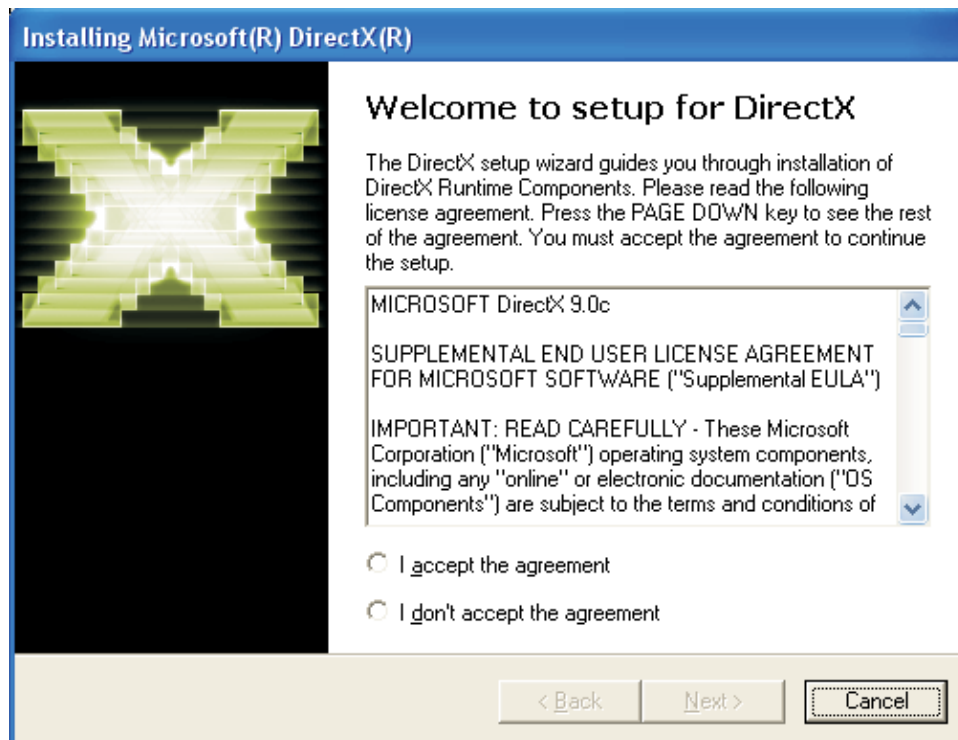 Installing Microsoft(R) DirectX(R)
Welcome to setup for DirectX
The DirectX setup wizard guides you through installation of
DirectX Runtime Components. Please read the following
license agreement. Press the PAGE DOWN key to see the rest
of the agreement. You must accept the agreement to continue
the setup.
MICROSOFT DirectX 9.0c
SUPPLEMENTAL END USER LICENSE AGREEMENT
FOR MICROSOFT SOFTWARE ("Supplemental EULA")
IMPORTANT: READ CAREFULLY - These Microsoft
Corporation ("Microsoft") operating system components,
including any "online" or electronic documentation ("OS
Components") are subject to the terms and conditions of
I accept the agreement
I don't accept the agreement
< Back
Next >
Cancel